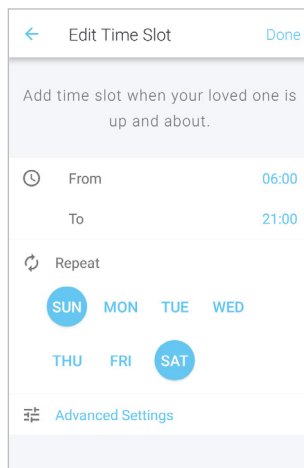 Edit Time Slot Done
Add time slot when your loved one is
up and about.
From 06:00
To 21:00
Repeat
SUN MON TUE WED
THU FRI SAT
Advanced Settings